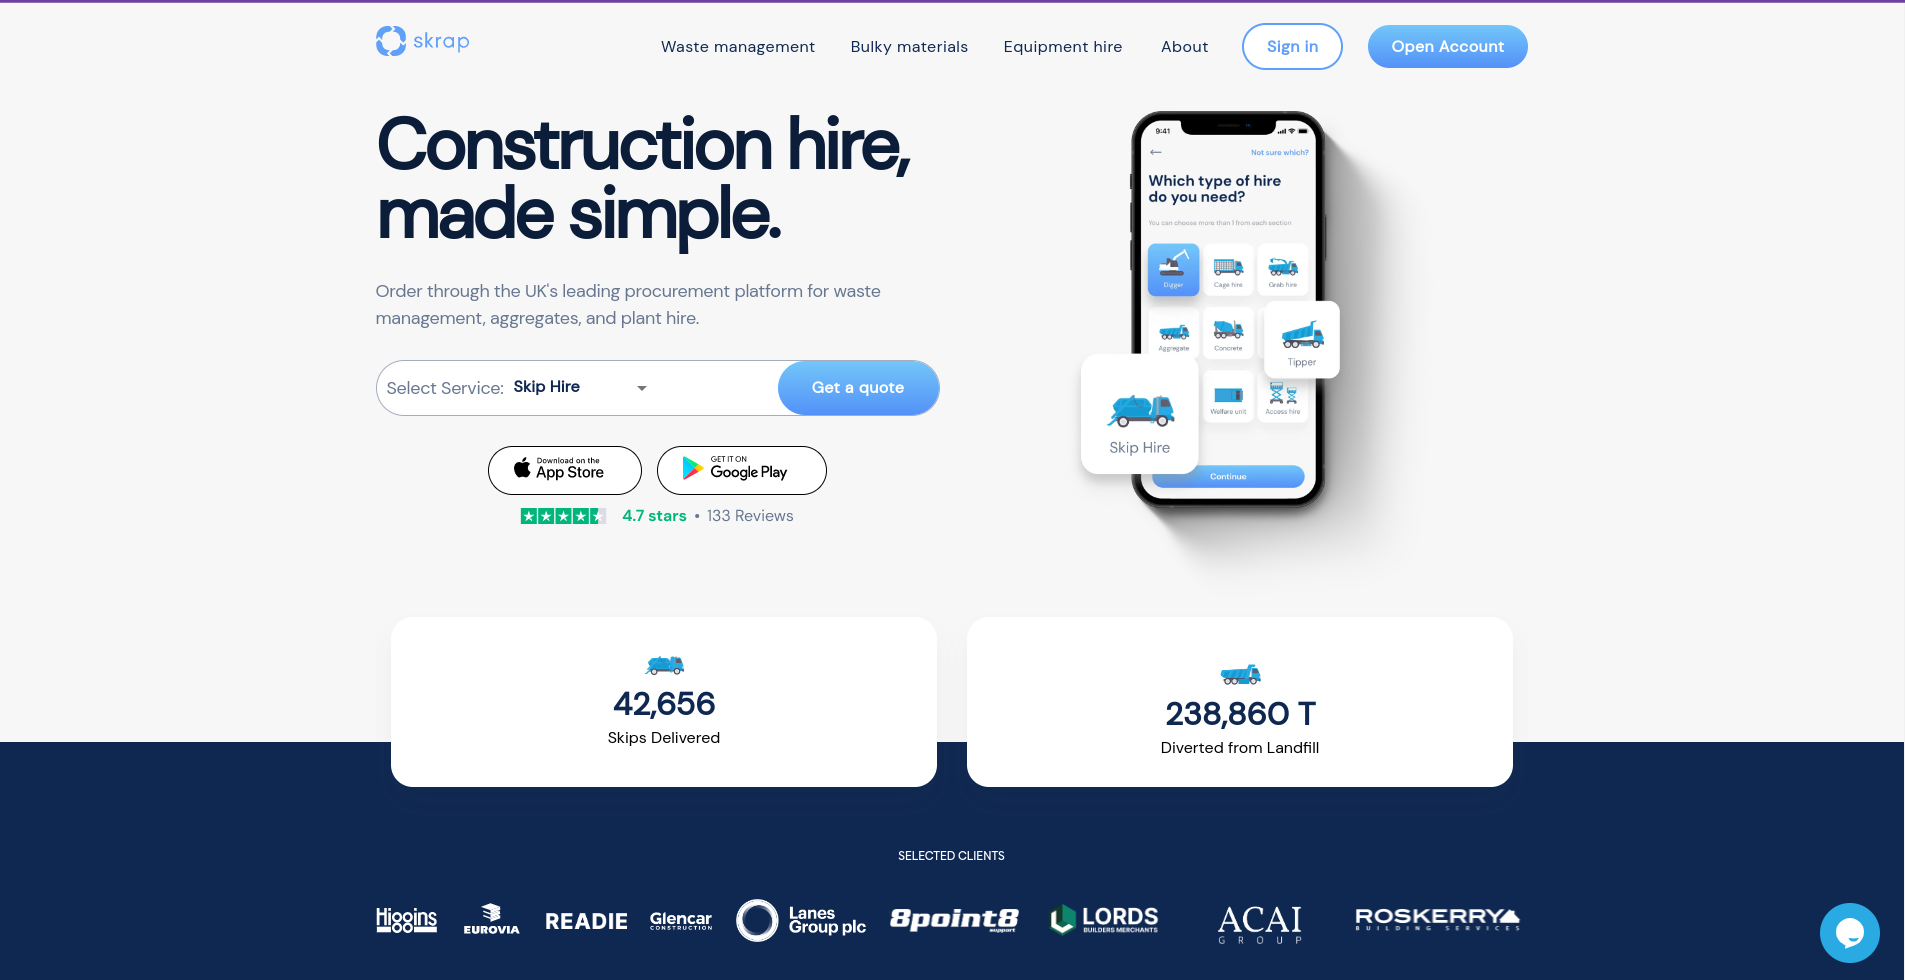 skrap
Waste management
Bulky materials
Equipment hire
About
Sign in
Open Account
Construction hire,
made simple.
Order through the UK's leading procurement platform for waste
management, aggregates, and plant hire.
Select Service:
Skip Hire
Get a quote
Download on the
App Store
GET IT ON
Google Play
4.7 stars • 133 Reviews
9:41
Not sure which?
Which type of hire
do you need?
You can choose more than 1 from each section
Digger
Cage hire
Grab hire
Aggregate
Concrete
Tipper
Welfare unit
Access hire
Skip Hire
Continue
42,656
Skips Delivered
238,860 T
Diverted from Landfill
SELECTED CLIENTS
Higgins
EUROVIA
READIE
Glencar
CONSTRUCTION
Lanes
Group plc
8point8
support
LORDS
BUILDERS MERCHANTS
ACAI
GROUP
ROSKERRY
BUILDING SERVICES